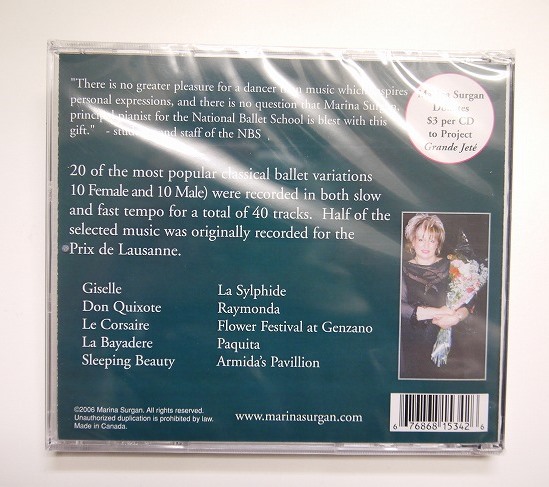 "There is no greater pleasure for a dancer than music which inspires
personal expressions, and there is no question that Marina Surgan,
principal pianist for the National Ballet School is blest with this
gift." - students and staff of the NBS
Marina Surgan
Donates
$3 per CD
to Project
Grande Jeté
20 of the most popular classical ballet variations
10 Female and 10 Male) were recorded in both slow
and fast tempo for a total of 40 tracks. Half of the
selected music was originally recorded for the
Prix de Lausanne.
Giselle
Don Quixote
Le Corsaire
La Bayadere
Sleeping Beauty
La Sylphide
Raymonda
Flower Festival at Genzano
Paquita
Armida's Pavillion
©2006 Marina Surgan. All rights reserved.
Unauthorized duplication is prohibited by law.
Made in Canada.
www.marinasurgan.com
6 76868 15342 6